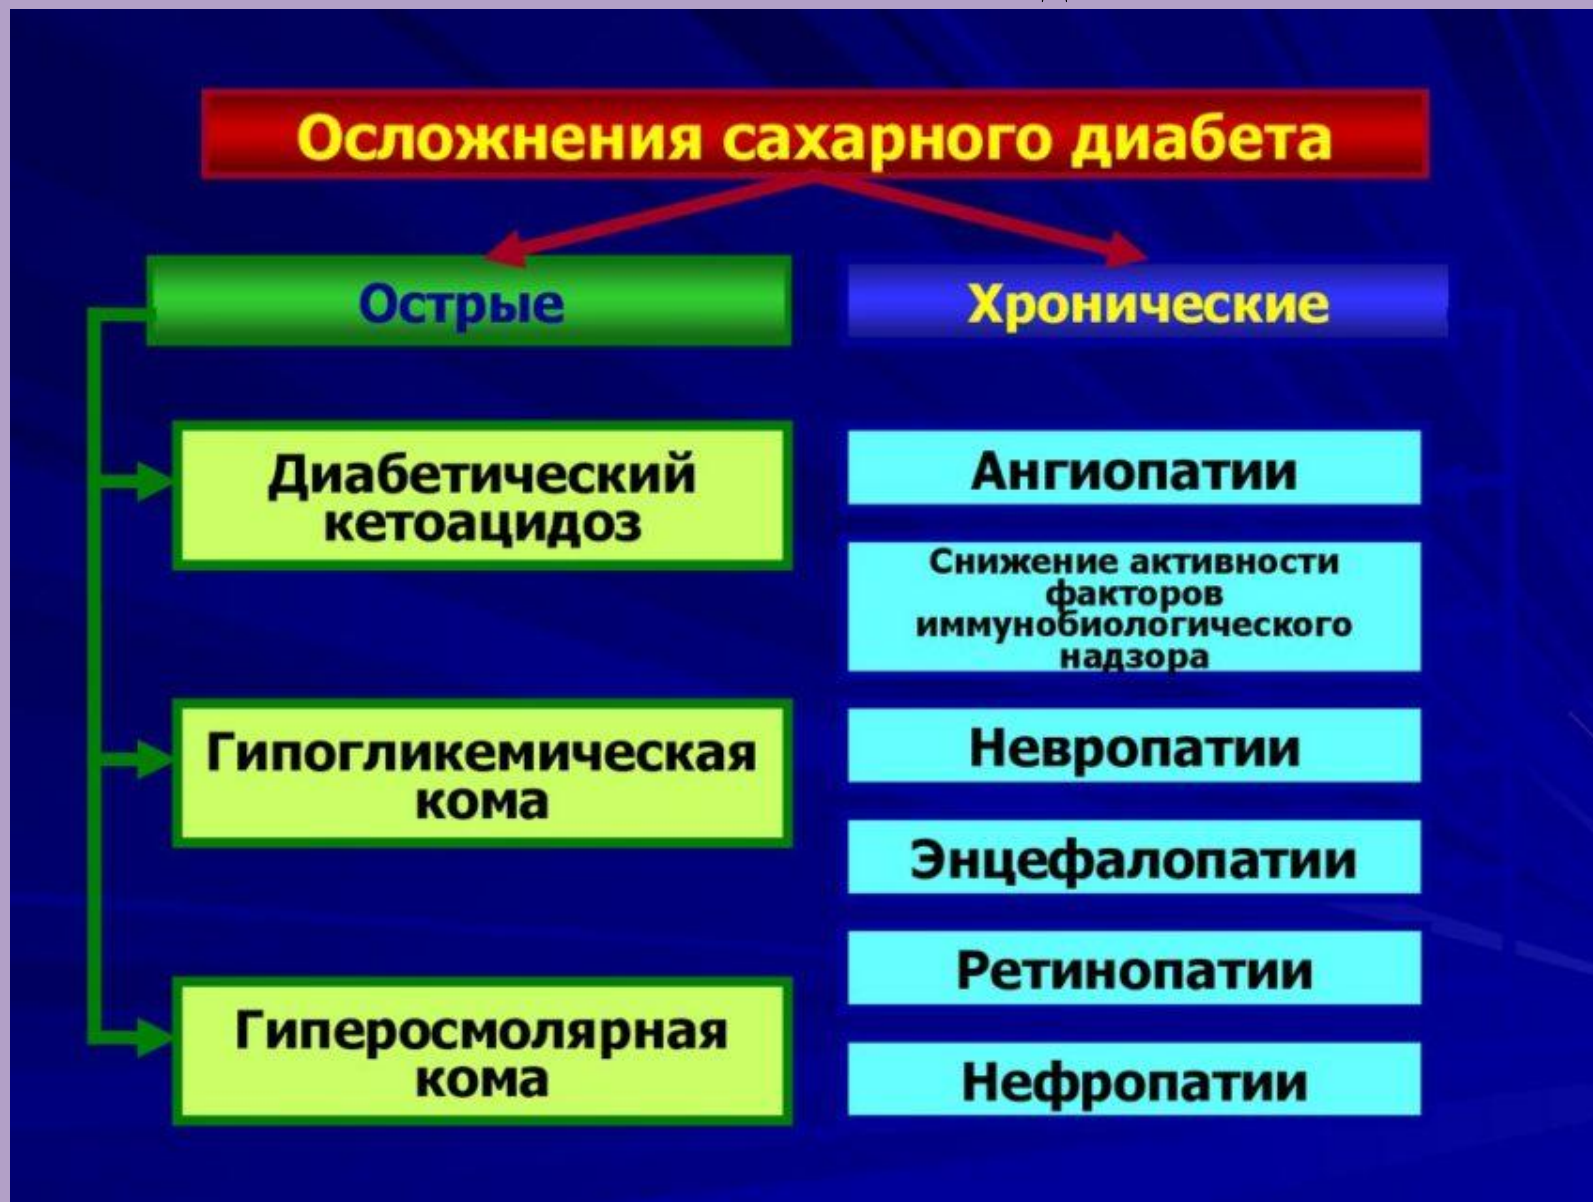 Осложнения сахарного диабета
Острые
Диабетический
кетоацидоз
Гипогликемическая
кома
Гиперосмолярная
кома
Хронические
Ангиопатии
Снижение активности
факторов
иммунобиологического
надзора
Невропатии
Энцефалопатии
Ретинопатии
Нефропатии